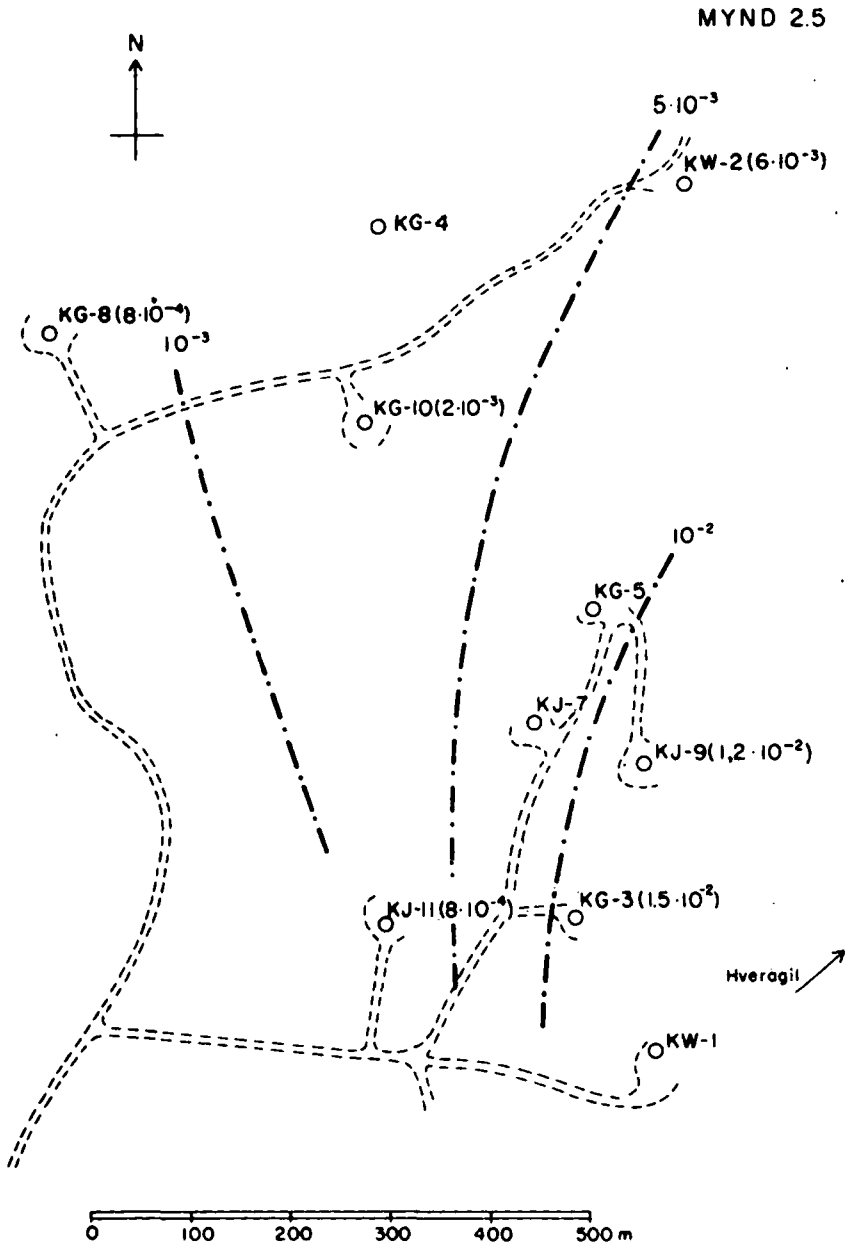 MYND 2.5
N
5·10⁻³
KW-2(6·10⁻³)
KG-4
KG-8(8·10⁻⁴)
10⁻³
KG-10(2·10⁻³)
10⁻²
KG-5
KJ-7
KJ-9(1,2·10⁻²)
KJ-11(8·10⁻⁴)
KG-3(1.5·10⁻²)
Hveragil
KW-1
0 100 200 300 400 500 m